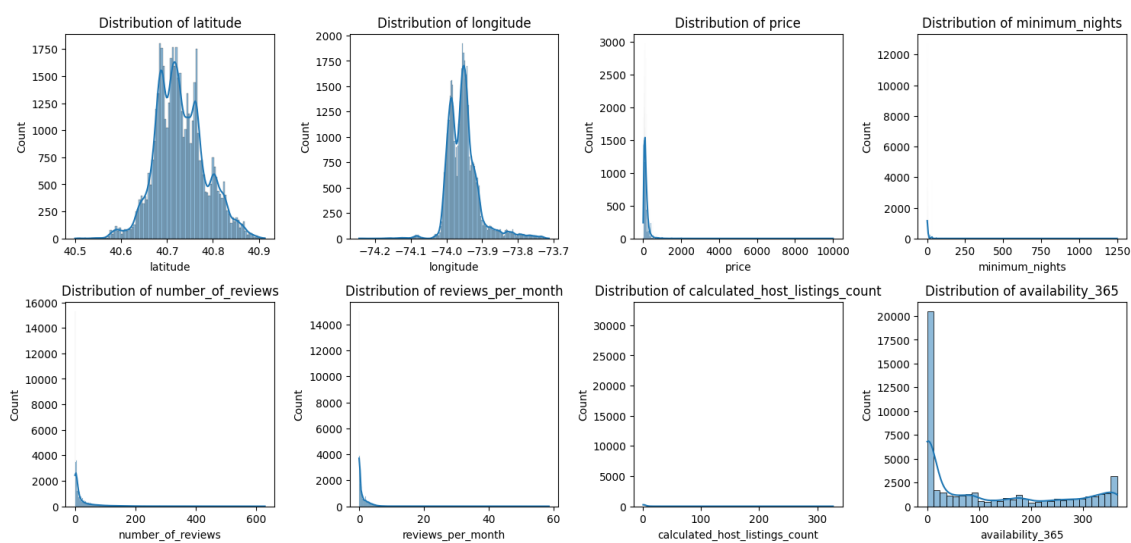 Distribution of latitude
Count
1750
1500
1250
1000
750
500
250
0
40.5 40.6 40.7 40.8 40.9
latitude
Distribution of longitude
Count
2000
1750
1500
1250
1000
750
500
250
0
−74.2 −74.1 −74.0 −73.9 −73.8 −73.7
longitude
Distribution of price
Count
3000
2500
2000
1500
1000
500
0
0 2000 4000 6000 8000 10000
price
Distribution of minimum_nights
Count
12000
10000
8000
6000
4000
2000
0
0 250 500 750 1000 1250
minimum_nights
Distribution of number_of_reviews
Count
16000
14000
12000
10000
8000
6000
4000
2000
0
0 200 400 600
number_of_reviews
Distribution of reviews_per_month
Count
14000
12000
10000
8000
6000
4000
2000
0
0 20 40 60
reviews_per_month
Distribution of calculated_host_listings_count
Count
30000
25000
20000
15000
10000
5000
0
0 100 200 300
calculated_host_listings_count
Distribution of availability_365
Count
20000
17500
15000
12500
10000
7500
5000
2500
0
0 100 200 300
availability_365